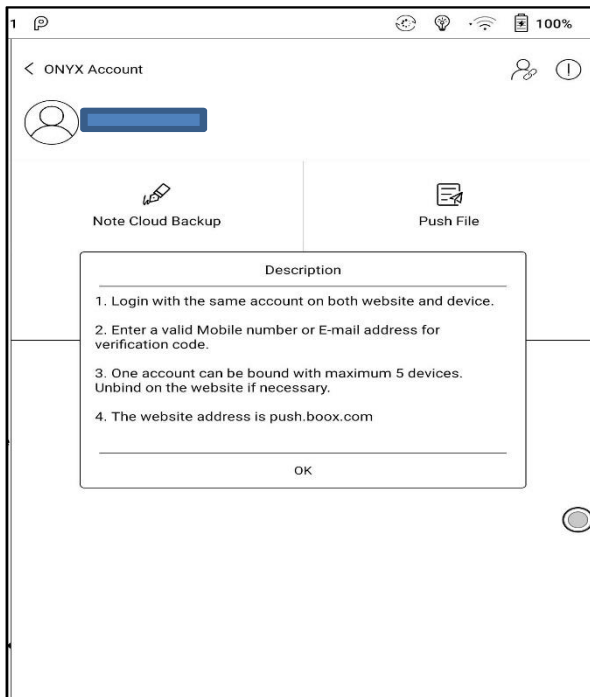 1 100%
ONYX Account
Note Cloud Backup Push File
Description
1. Login with the same account on both website and device.
2. Enter a valid Mobile number or E-mail address for
verification code.
3. One account can be bound with maximum 5 devices.
Unbind on the website if necessary.
4. The website address is push.boox.com
OK